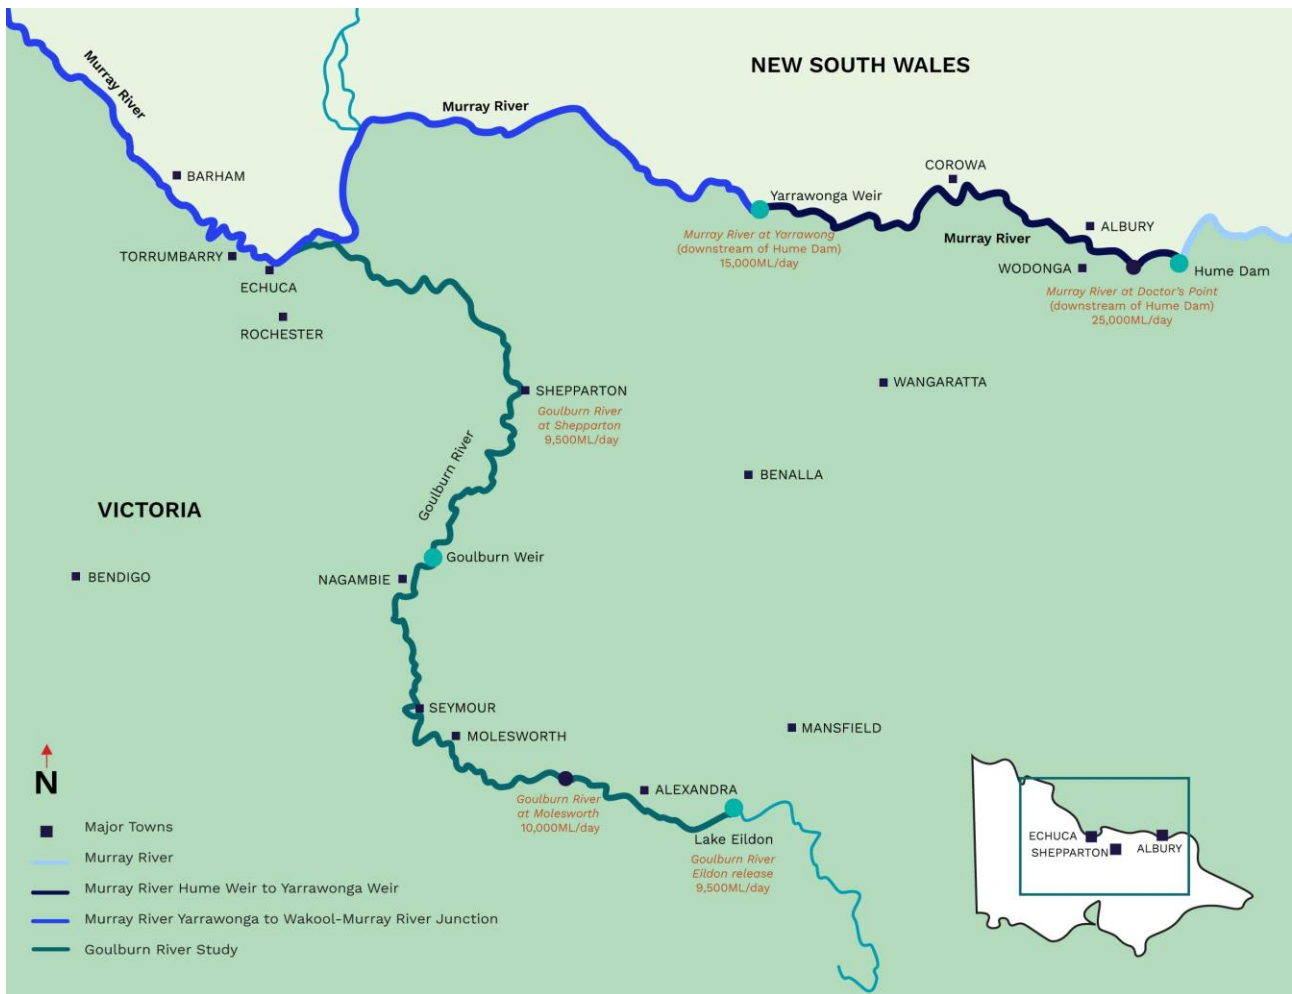 NEW SOUTH WALES
Murray River
Murray River
BARHAM
COROWA
Yarrawonga Weir
Murray River at Yarrawong
(downstream of Hume Dam)
15,000ML/day
ALBURY
Murray River
TORRUMBARRY
WODONGA
Hume Dam
ECHUCA
Murray River at Doctor's Point
(downstream of Hume Dam)
25,000ML/day
ROCHESTER
WANGARATTA
SHEPPARTON
Goulburn River
at Shepparton
9,500ML/day
Goulburn River
BENALLA
VICTORIA
Goulburn Weir
BENDIGO
NAGAMBIE
SEYMOUR
MOLESWORTH
MANSFIELD
Goulburn River
at Molesworth
10,000ML/day
ALEXANDRA
Lake Eildon
Goulburn River
Eildon release
9,500ML/day
N
Major Towns
Murray River
Murray River Hume Weir to Yarrawonga Weir
Murray River Yarrawonga to Wakool-Murray River Junction
Goulburn River Study
ECHUCA
SHEPPARTON
ALBURY